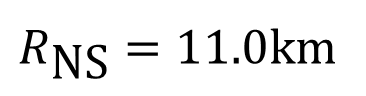 R_NS = 11.0km